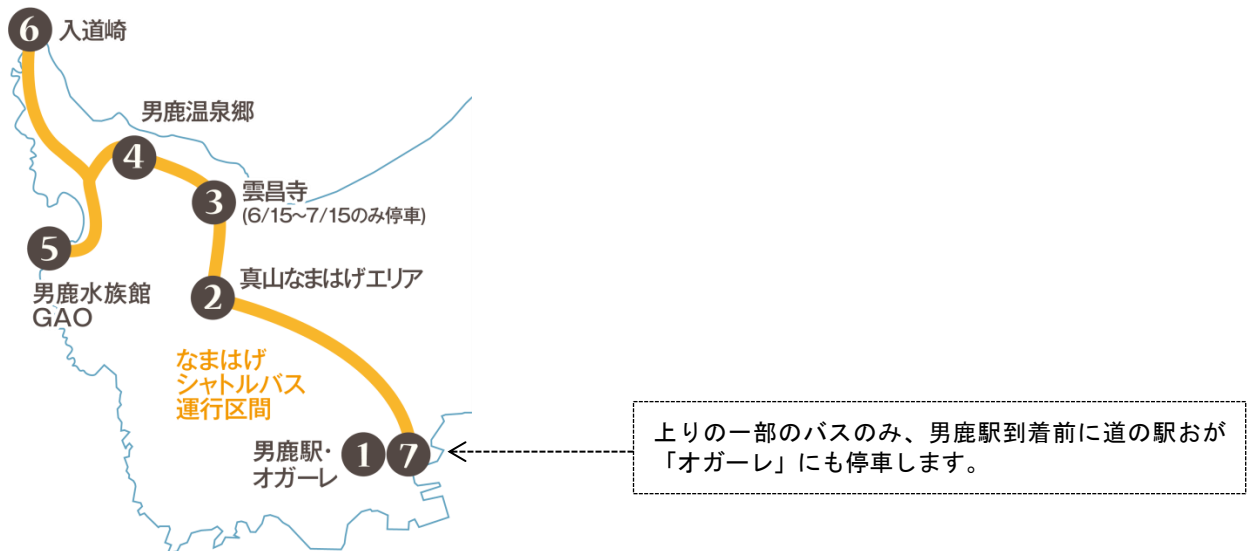 6 入道崎
男鹿温泉郷
4
3 雲昌寺
(6/15～7/15のみ停車)
5
男鹿水族館
GAO
2 真山なまはげエリア
なまはげ
シャトルバス
運行区間
男鹿駅・
オガーレ
1 7
上りの一部のバスのみ、男鹿駅到着前に道の駅おが
「オガーレ」にも停車します。